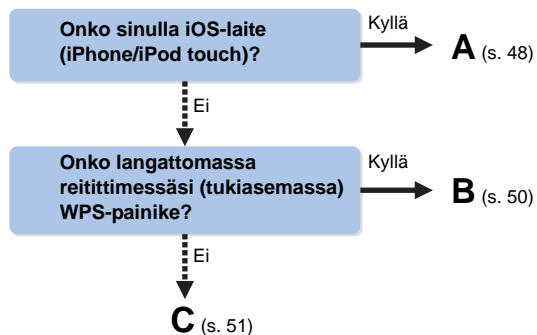 Onko sinulla iOS-laite
(iPhone/iPod touch)?
Kyllä
A (s. 48)
Ei
Onko langattomassa
reitittimessäsi (tukiasemassa)
WPS-painike?
Kyllä
B (s. 50)
Ei
C (s. 51)